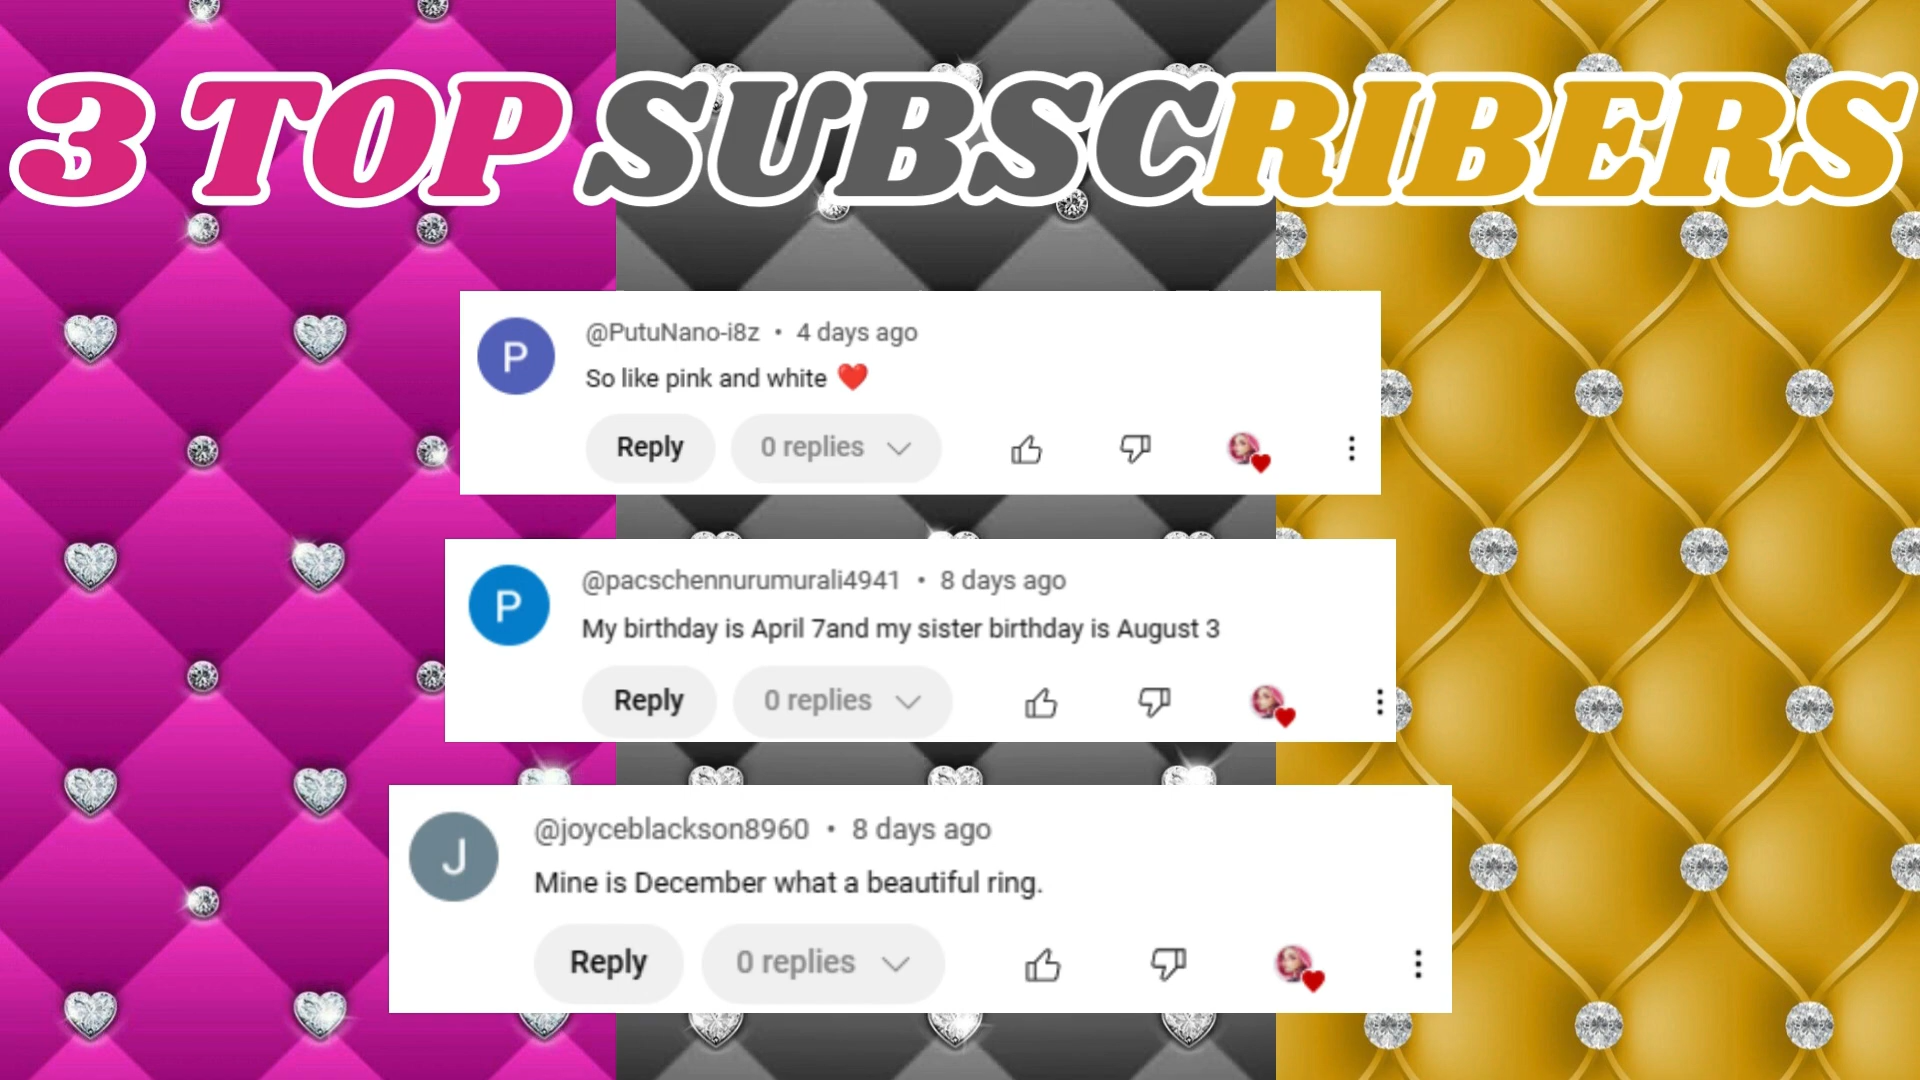 3 TOP SUBSCRIBERS
@PutuNano-i8z • 4 days ago
So like pink and white ❤️
Reply 0 replies
@pacschennurumurali4941 • 8 days ago
My birthday is April 7and my sister birthday is August 3
Reply 0 replies
@joyceblackson8960 • 8 days ago
Mine is December what a beautiful ring.
Reply 0 replies
P
P
J